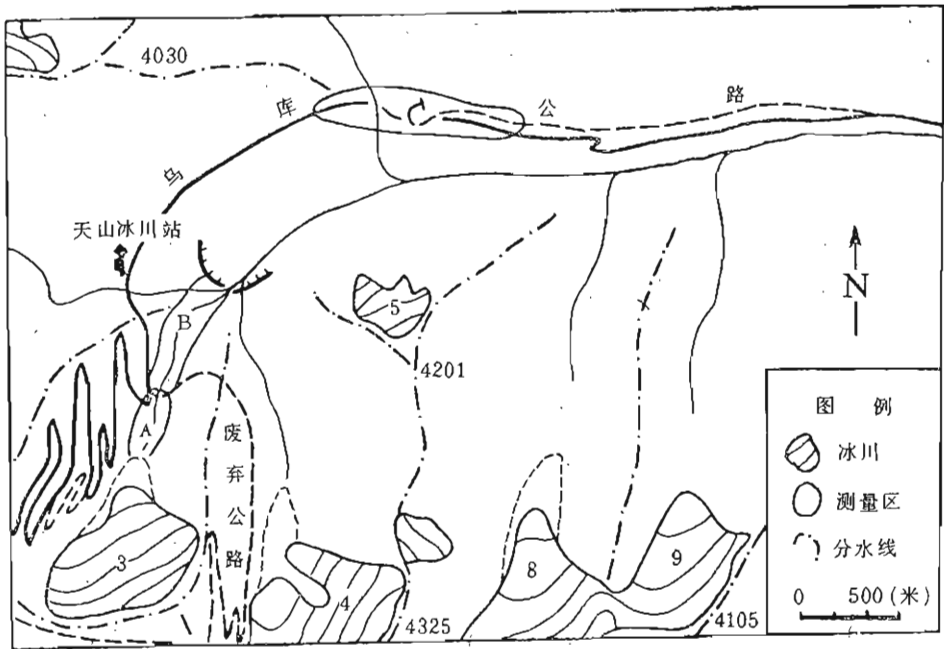 4030
乌库公路
天山冰川站
B
5
N
4201
A
废弃公路
图 例
冰川
测量区
分水线
0 500(米)
3
4
8
9
4325
4105